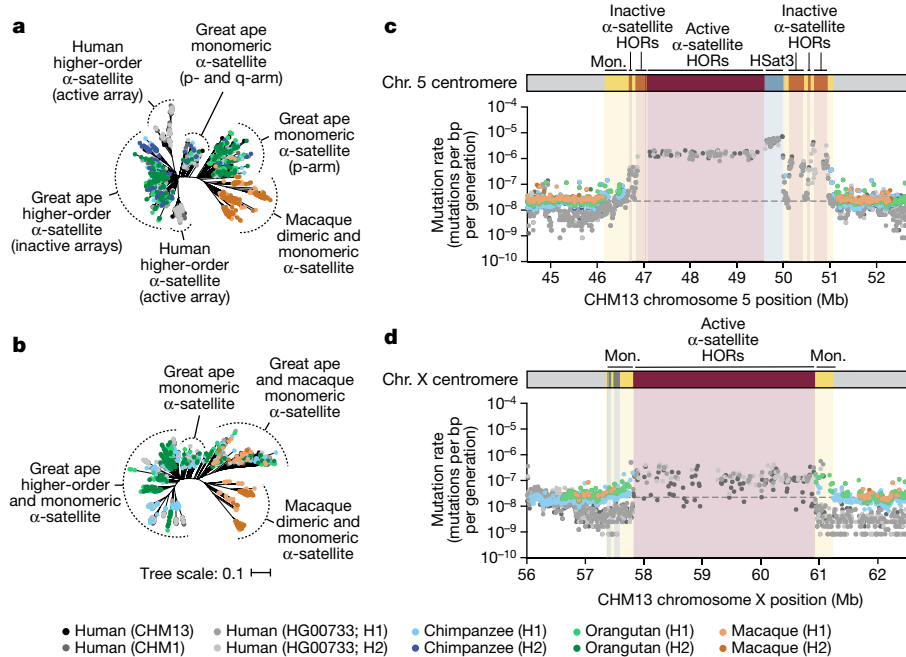 a
Human
higher-order
α-satellite
(active array)
Great ape
monomeric
α-satellite
(p- and q-arm)
Great ape
monomeric
α-satellite
(p-arm)
Great ape
higher-order
α-satellite
(inactive arrays)
Human
higher-order
α-satellite
(active array)
Macaque
dimeric and
monomeric
α-satellite
b
Great ape
monomeric
α-satellite
Great ape
and macaque
monomeric
α-satellite
Great ape
higher-order
and monomeric
α-satellite
Macaque
dimeric and
monomeric
α-satellite
Tree scale: 0.1
c
Inactive
α-satellite
HORs
Active
α-satellite
HORs
Inactive
α-satellite
HORs
Mon.
HSat3
Chr. 5 centromere
Mutation rate
(mutations per bp
per generation)
10⁻⁴
10⁻⁵
10⁻⁶
10⁻⁷
10⁻⁸
10⁻⁹
10⁻¹⁰
45 46 47 48 49 50 51 52
CHM13 chromosome 5 position (Mb)
d
Active
α-satellite
HORs
Mon.
Mon.
Chr. X centromere
Mutation rate
(mutations per bp
per generation)
10⁻⁴
10⁻⁵
10⁻⁶
10⁻⁷
10⁻⁸
10⁻⁹
10⁻¹⁰
56 57 58 59 60 61 62
CHM13 chromosome X position (Mb)
Human (CHM13) Human (HG00733; H1) Chimpanzee (H1) Orangutan (H1) Macaque (H1)
Human (CHM1) Human (HG00733; H2) Chimpanzee (H2) Orangutan (H2) Macaque (H2)